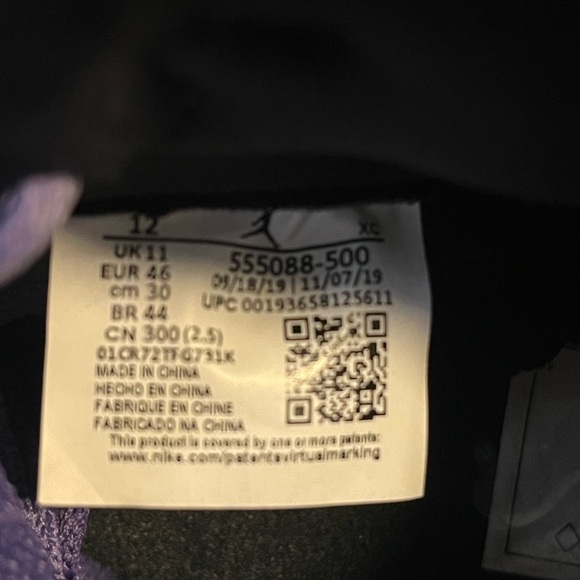 12 XC
UK 11
EUR 46
cm 30
BR 44
CN 300 (2.5)
555088-500
09/18/19 | 11/07/19
UPC 00193658125611
MADE IN CHINA
HECHO EN CHINA
FABRIQUE EN CHINE
FABRICADO NA CHINA
This product is covered by one or more patents:
www.nike.com/patentsvirtualmarking